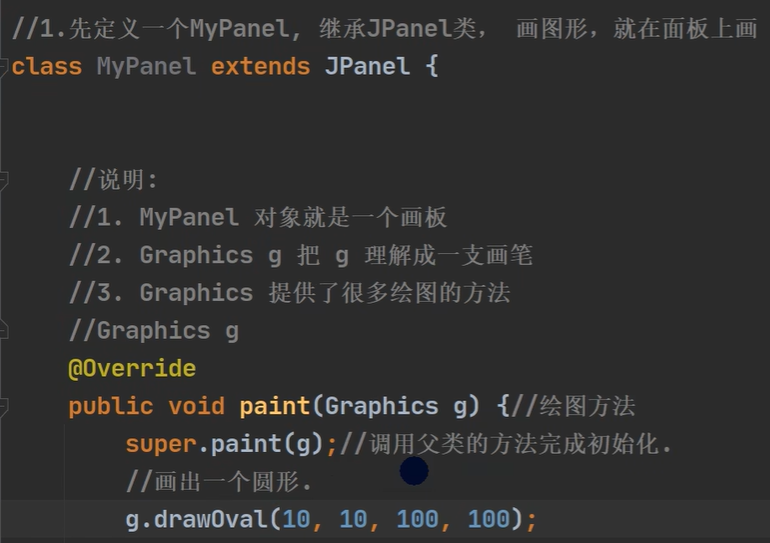 //1.先定义一个MyPanel, 继承JPanel类， 画图形，就在面板上画
class MyPanel extends JPanel {
//说明:
//1. MyPanel 对象就是一个画板
//2. Graphics g 把 g 理解成一支画笔
//3. Graphics 提供了很多绘图的方法
//Graphics g
@Override
public void paint(Graphics g) {//绘图方法
super.paint(g);//调用父类的方法完成初始化.
//画出一个圆形.
g.drawOval(10, 10, 100, 100);